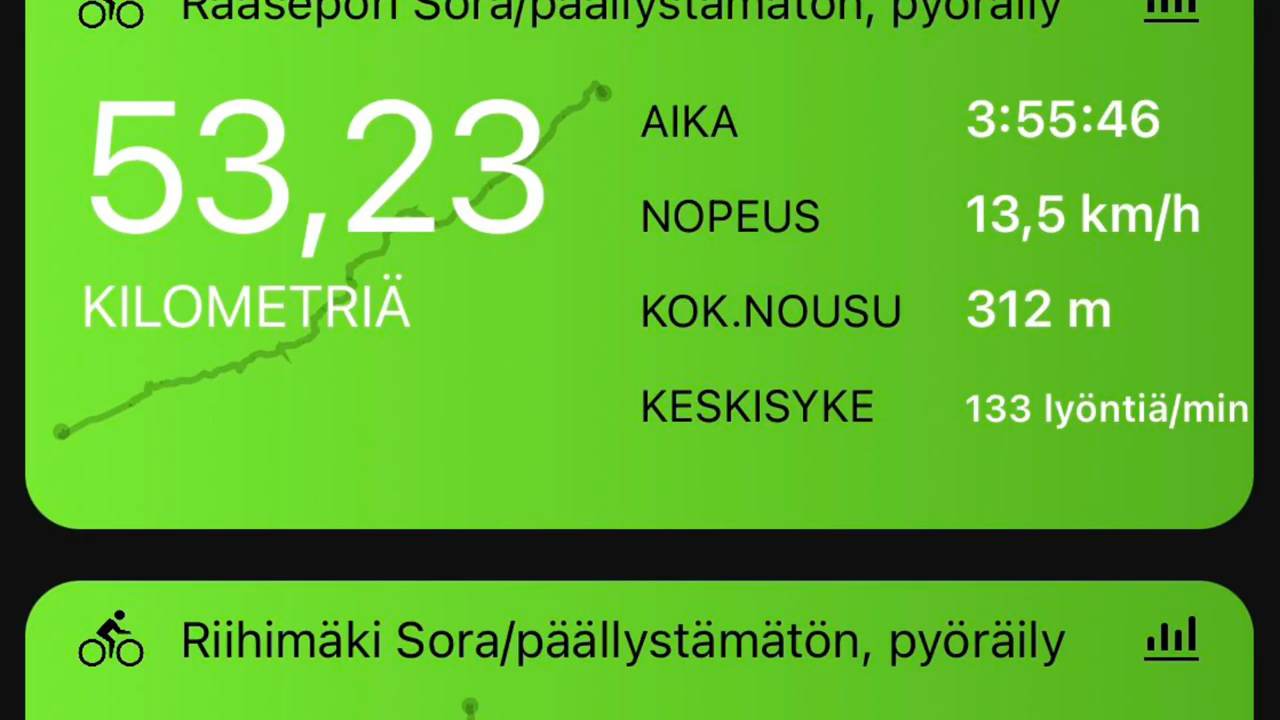 Raasepori Sora/päällystämätön, pyöräily
53,23
KILOMETRIÄ
AIKA 3:55:46
NOPEUS 13,5 km/h
KOK.NOUSU 312 m
KESKISYKE 133 lyöntiä/min
Riihimäki Sora/päällystämätön, pyöräily